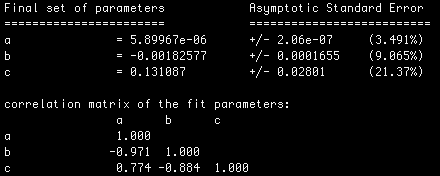 Final set of parameters Asymptotic Standard Error
======================= ==========================
a = 5.89967e-06 +/- 2.06e-07 (3.491%)
b = -0.00182577 +/- 0.0001655 (9.065%)
c = 0.131087 +/- 0.02801 (21.37%)
correlation matrix of the fit parameters:
a b c
a 1.000
b -0.971 1.000
c 0.774 -0.884 1.000